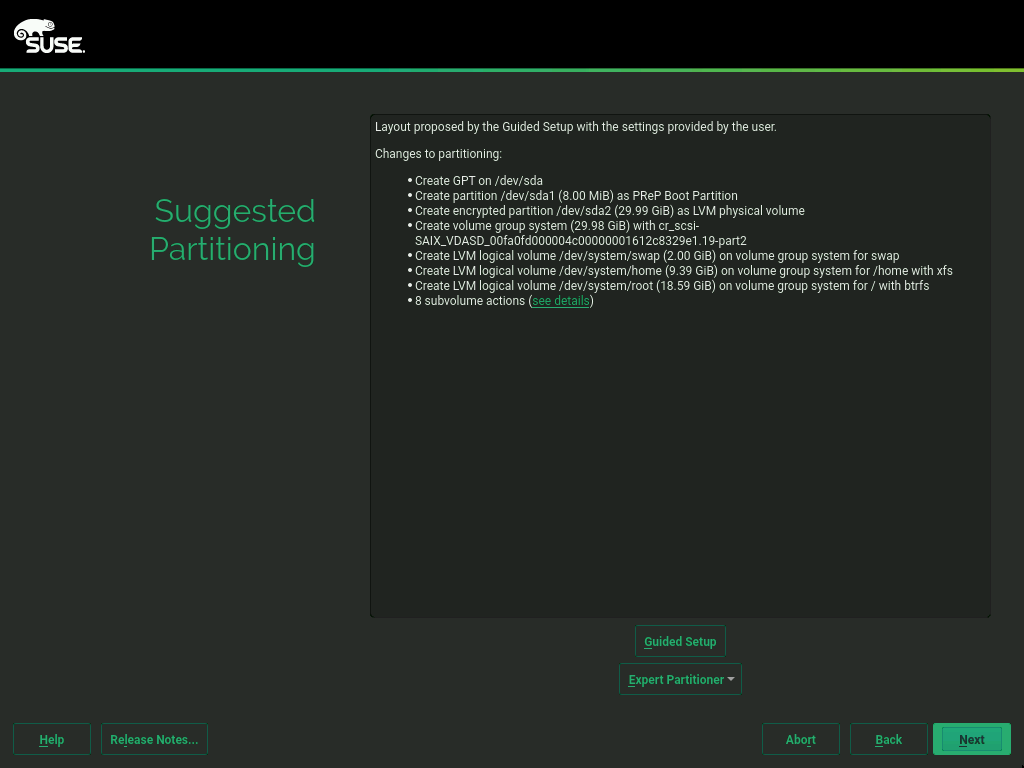 SUSE.
Suggested
Partitioning
Layout proposed by the Guided Setup with the settings provided by the user.
Changes to partitioning:
• Create GPT on /dev/sda
• Create partition /dev/sda1 (8.00 MiB) as PReP Boot Partition
• Create encrypted partition /dev/sda2 (29.99 GiB) as LVM physical volume
• Create volume group system (29.98 GiB) with cr_scsi-
SAIX_VDASD_00fa0fd000004c00000001612c8329e1.19-part2
• Create LVM logical volume /dev/system/swap (2.00 GiB) on volume group system for swap
• Create LVM logical volume /dev/system/home (9.39 GiB) on volume group system for /home with xfs
• Create LVM logical volume /dev/system/root (18.59 GiB) on volume group system for / with btrfs
• 8 subvolume actions (see details)
Guided Setup
Expert Partitioner
Help
Release Notes...
Abort
Back
Next